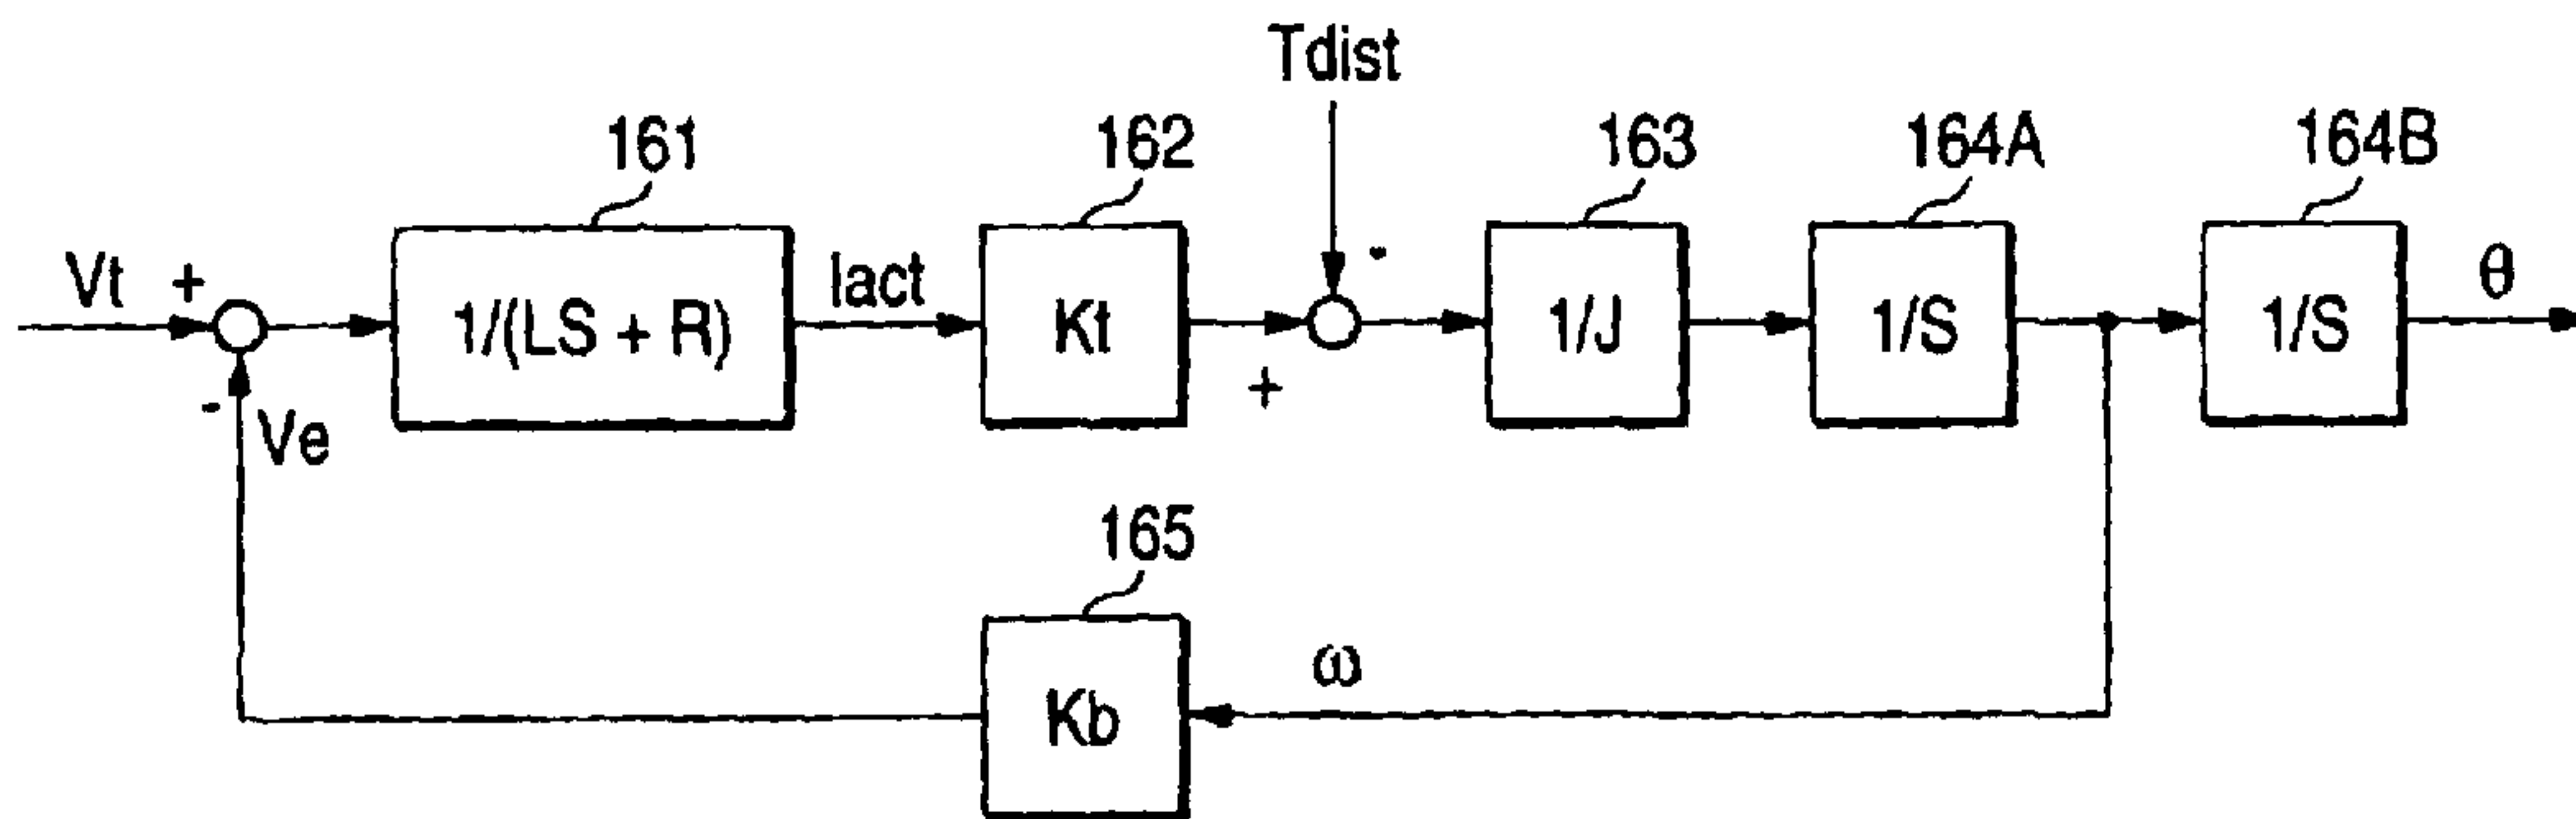 Tdist
161
162
163
164A
164B
Vt
+
1/(LS + R)
Iact
Kt
-
+
1/J
1/S
1/S
θ
-
Ve
165
Kb
ω